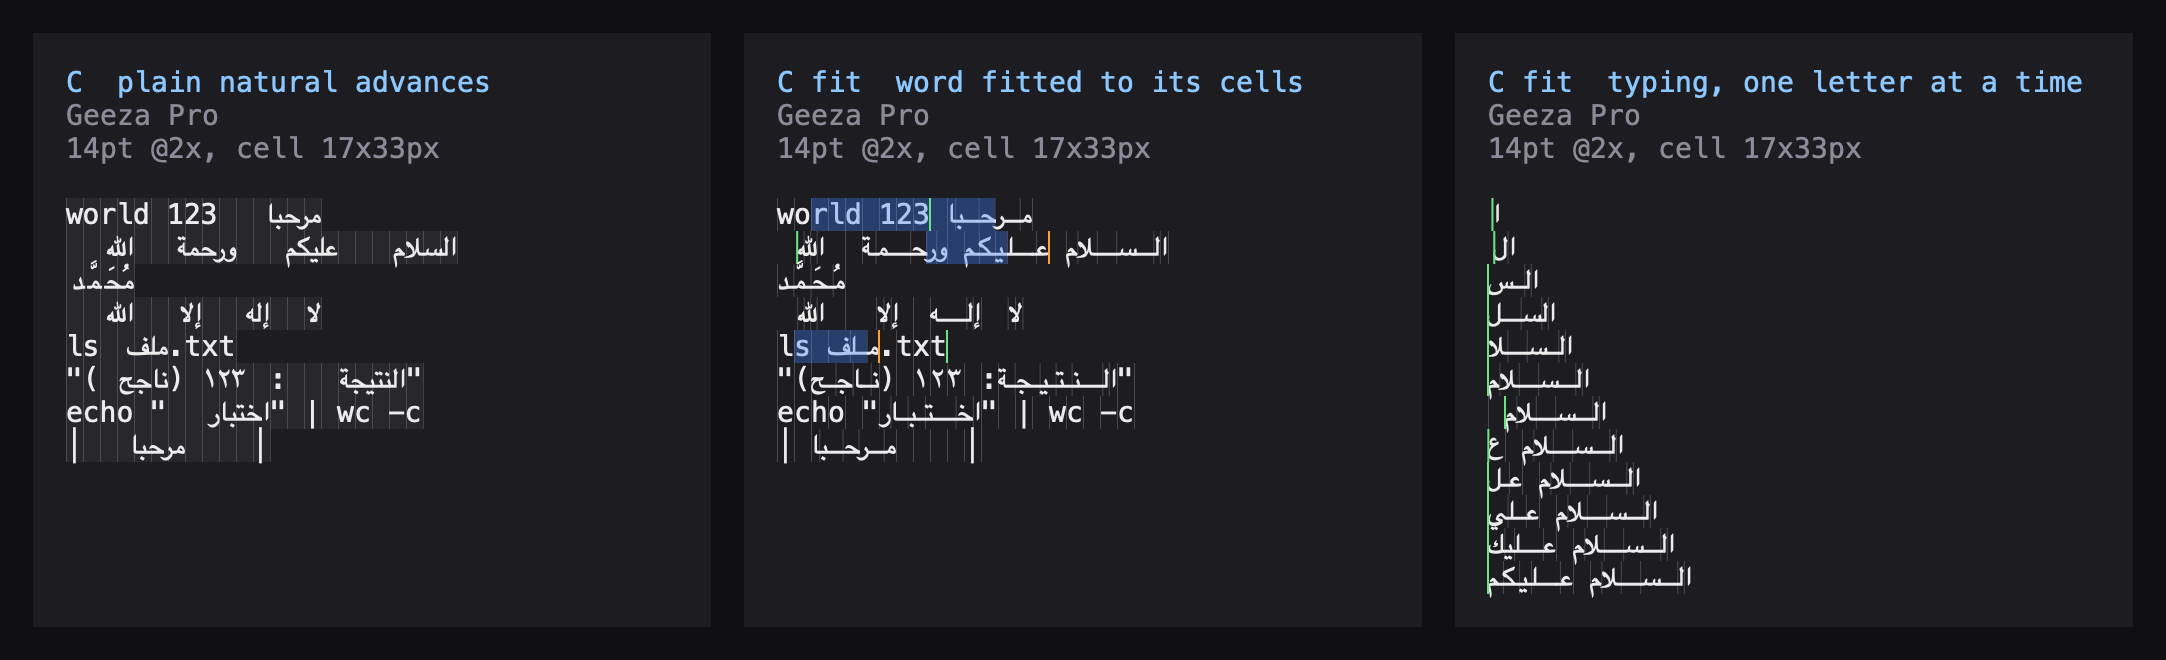 C plain natural advances
Geeza Pro
14pt @2x, cell 17x33px
مرحبا world 123
السلام عليكم ورحمة الله
مُحَمَّد
لا إله إلا الله
ls ملف.txt
"النتيجة: ١٢٣ (ناجح)"
echo "اختبار" | wc -c
| مرحبا |
C fit word fitted to its cells
Geeza Pro
14pt @2x, cell 17x33px
مرحبا world 123
السلام عليكم ورحمة الله
مُحَمَّد
لا إله إلا الله
ls ملف.txt
"النتيجة: ١٢٣ (ناجح)"
echo "اختبار" | wc -c
| مرحبا |
C fit typing, one letter at a time
Geeza Pro
14pt @2x, cell 17x33px
ا
ال
الس
السل
السلا
السلام
السلام
السلام ع
السلام عل
السلام علي
السلام عليك
السلام عليكم